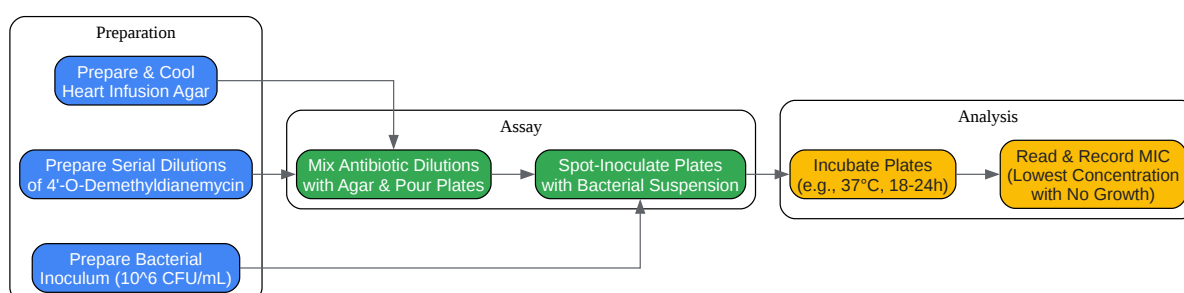 Preparation
Prepare & Cool
Heart Infusion Agar
Prepare Serial Dilutions
of 4'-O-Demethyldianemycin
Prepare Bacterial
Inoculum (10^6 CFU/mL)
Assay
Mix Antibiotic Dilutions
with Agar & Pour Plates
Spot-Inoculate Plates
with Bacterial Suspension
Analysis
Incubate Plates
(e.g., 37°C, 18-24h)
Read & Record MIC
(Lowest Concentration
with No Growth)